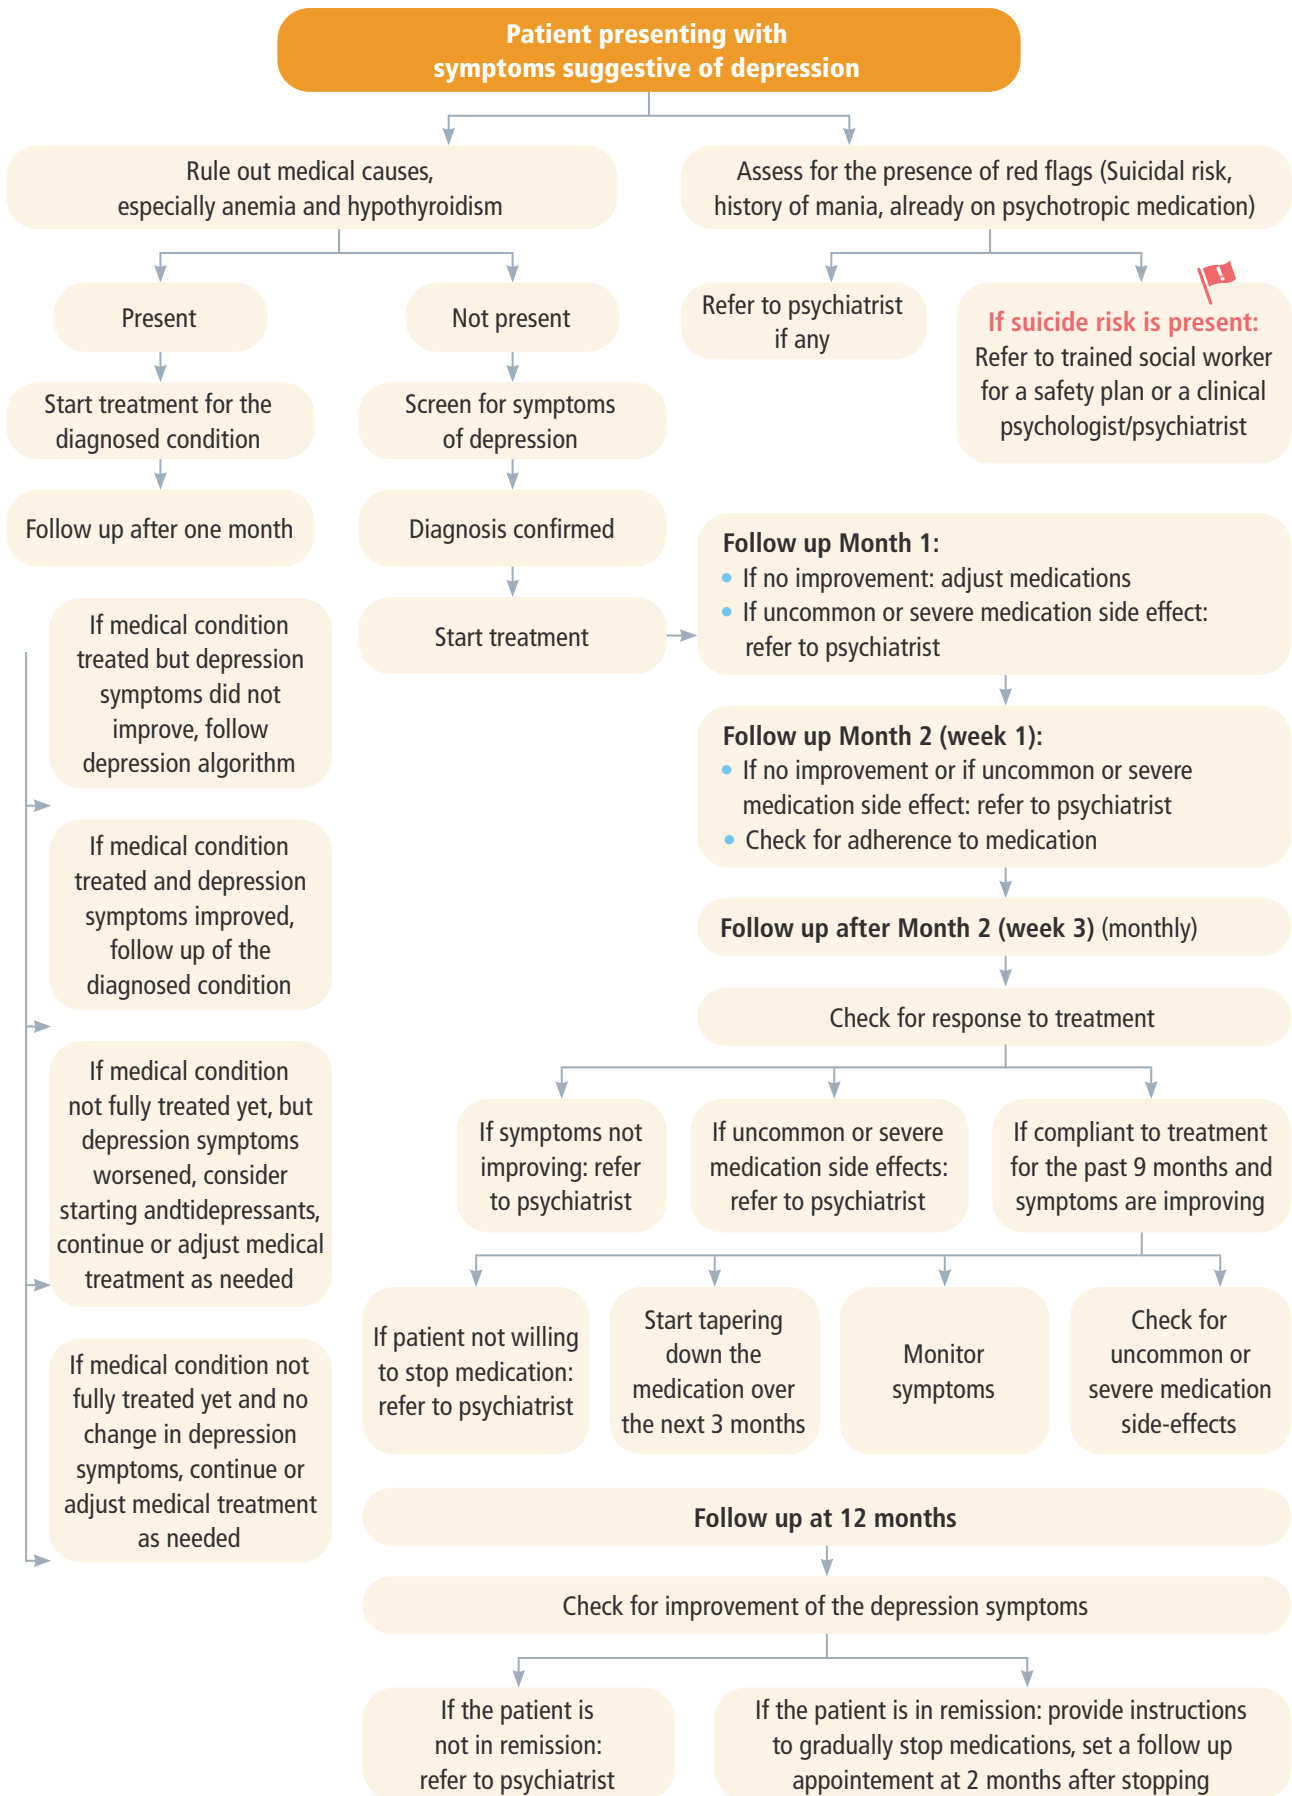 Patient presenting with
symptoms suggestive of depression
Rule out medical causes,
especially anemia and hypothyroidism
Assess for the presence of red flags (Suicidal risk,
history of mania, already on psychotropic medication)
Present
Not present
Refer to psychiatrist
if any
!
If suicide risk is present:
Refer to trained social worker
for a safety plan or a clinical
psychologist/psychiatrist
Start treatment for the
diagnosed condition
Screen for symptoms
of depression
Follow up after one month
Diagnosis confirmed
Start treatment
If medical condition
treated but depression
symptoms did not
improve, follow
depression algorithm
If medical condition
treated and depression
symptoms improved,
follow up of the
diagnosed condition
If medical condition
not fully treated yet, but
depression symptoms
worsened, consider
starting andtidepressants,
continue or adjust medical
treatment as needed
If medical condition not
fully treated yet and no
change in depression
symptoms, continue or
adjust medical treatment
as needed
Follow up Month 1:
• If no improvement: adjust medications
• If uncommon or severe medication side effect:
refer to psychiatrist
Follow up Month 2 (week 1):
• If no improvement or if uncommon or severe
medication side effect: refer to psychiatrist
• Check for adherence to medication
Follow up after Month 2 (week 3) (monthly)
Check for response to treatment
If symptoms not
improving: refer
to psychiatrist
If uncommon or severe
medication side effects:
refer to psychiatrist
If compliant to treatment
for the past 9 months and
symptoms are improving
If patient not willing
to stop medication:
refer to psychiatrist
Start tapering
down the
medication over
the next 3 months
Monitor
symptoms
Check for
uncommon or
severe medication
side-effects
Follow up at 12 months
Check for improvement of the depression symptoms
If the patient is
not in remission:
refer to psychiatrist
If the patient is in remission: provide instructions
to gradually stop medications, set a follow up
appointement at 2 months after stopping